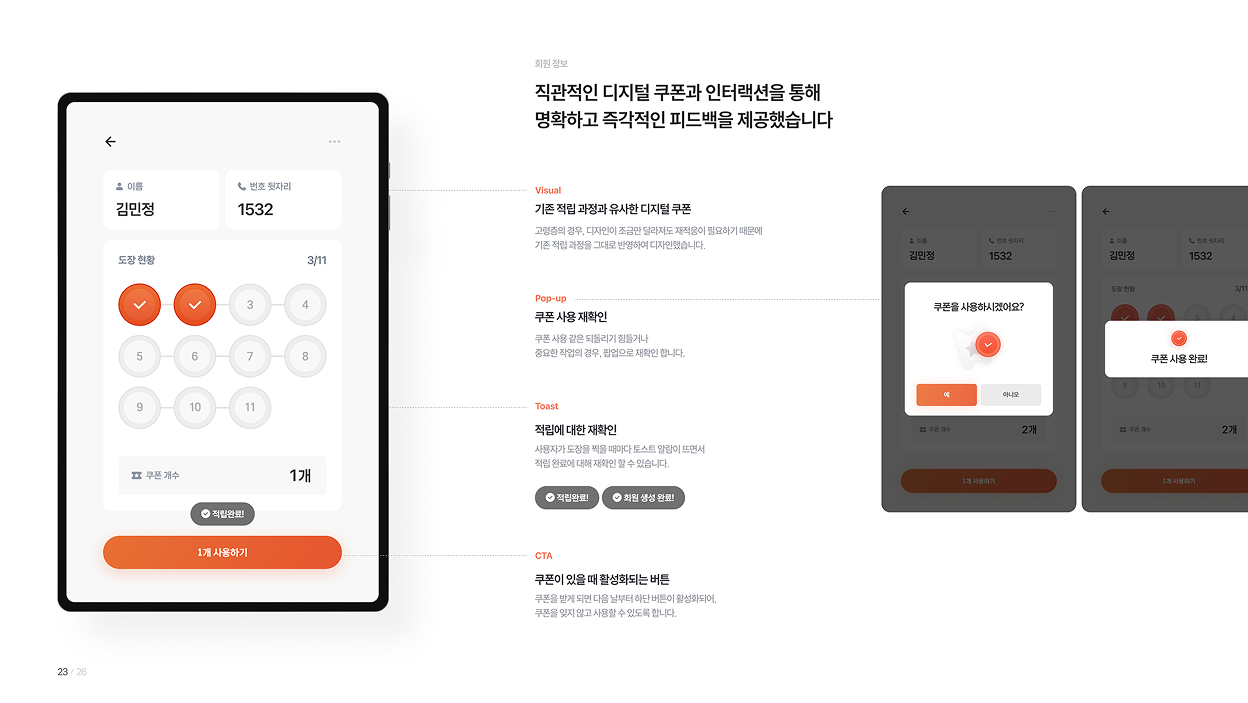 회원 정보
직관적인 디지털 쿠폰과 인터랙션을 통해
명확하고 즉각적인 피드백을 제공했습니다
이름
김민정
번호 뒷자리
1532
도장 현황
3/11
3
4
5
6
7
8
9
10
11
쿠폰 개수
1개
적립완료!
1개 사용하기
Visual
기존 적립 과정과 유사한 디지털 쿠폰
고령층의 경우, 디자인이 조금만 달라져도 재적응이 필요하기 때문에
기존 적립 과정을 그대로 반영하여 디자인했습니다.
Pop-up
쿠폰 사용 재확인
쿠폰 사용 같은 되돌리기 힘들거나
중요한 작업의 경우, 팝업으로 재확인 합니다.
Toast
적립에 대한 재확인
사용자가 도장을 찍을 때마다 토스트 알람이 뜨면서
적립 완료에 대해 재확인 할 수 있습니다.
적립완료!
회원 생성 완료!
CTA
쿠폰이 있을 때 활성화되는 버튼
쿠폰을 받게 되면 다음 날부터 하단 버튼이 활성화되어,
쿠폰을 잊지 않고 사용할 수 있도록 합니다.
이름
김민정
번호 뒷자리
1532
쿠폰을 사용하시겠어요?
예
아니오
쿠폰 개수
2개
1개 사용하기
이름
김민정
번호 뒷자리
1532
도장 현황
3/11
쿠폰 사용 완료!
9
10
11
쿠폰 개수
2개
1개 사용하기
23 / 26